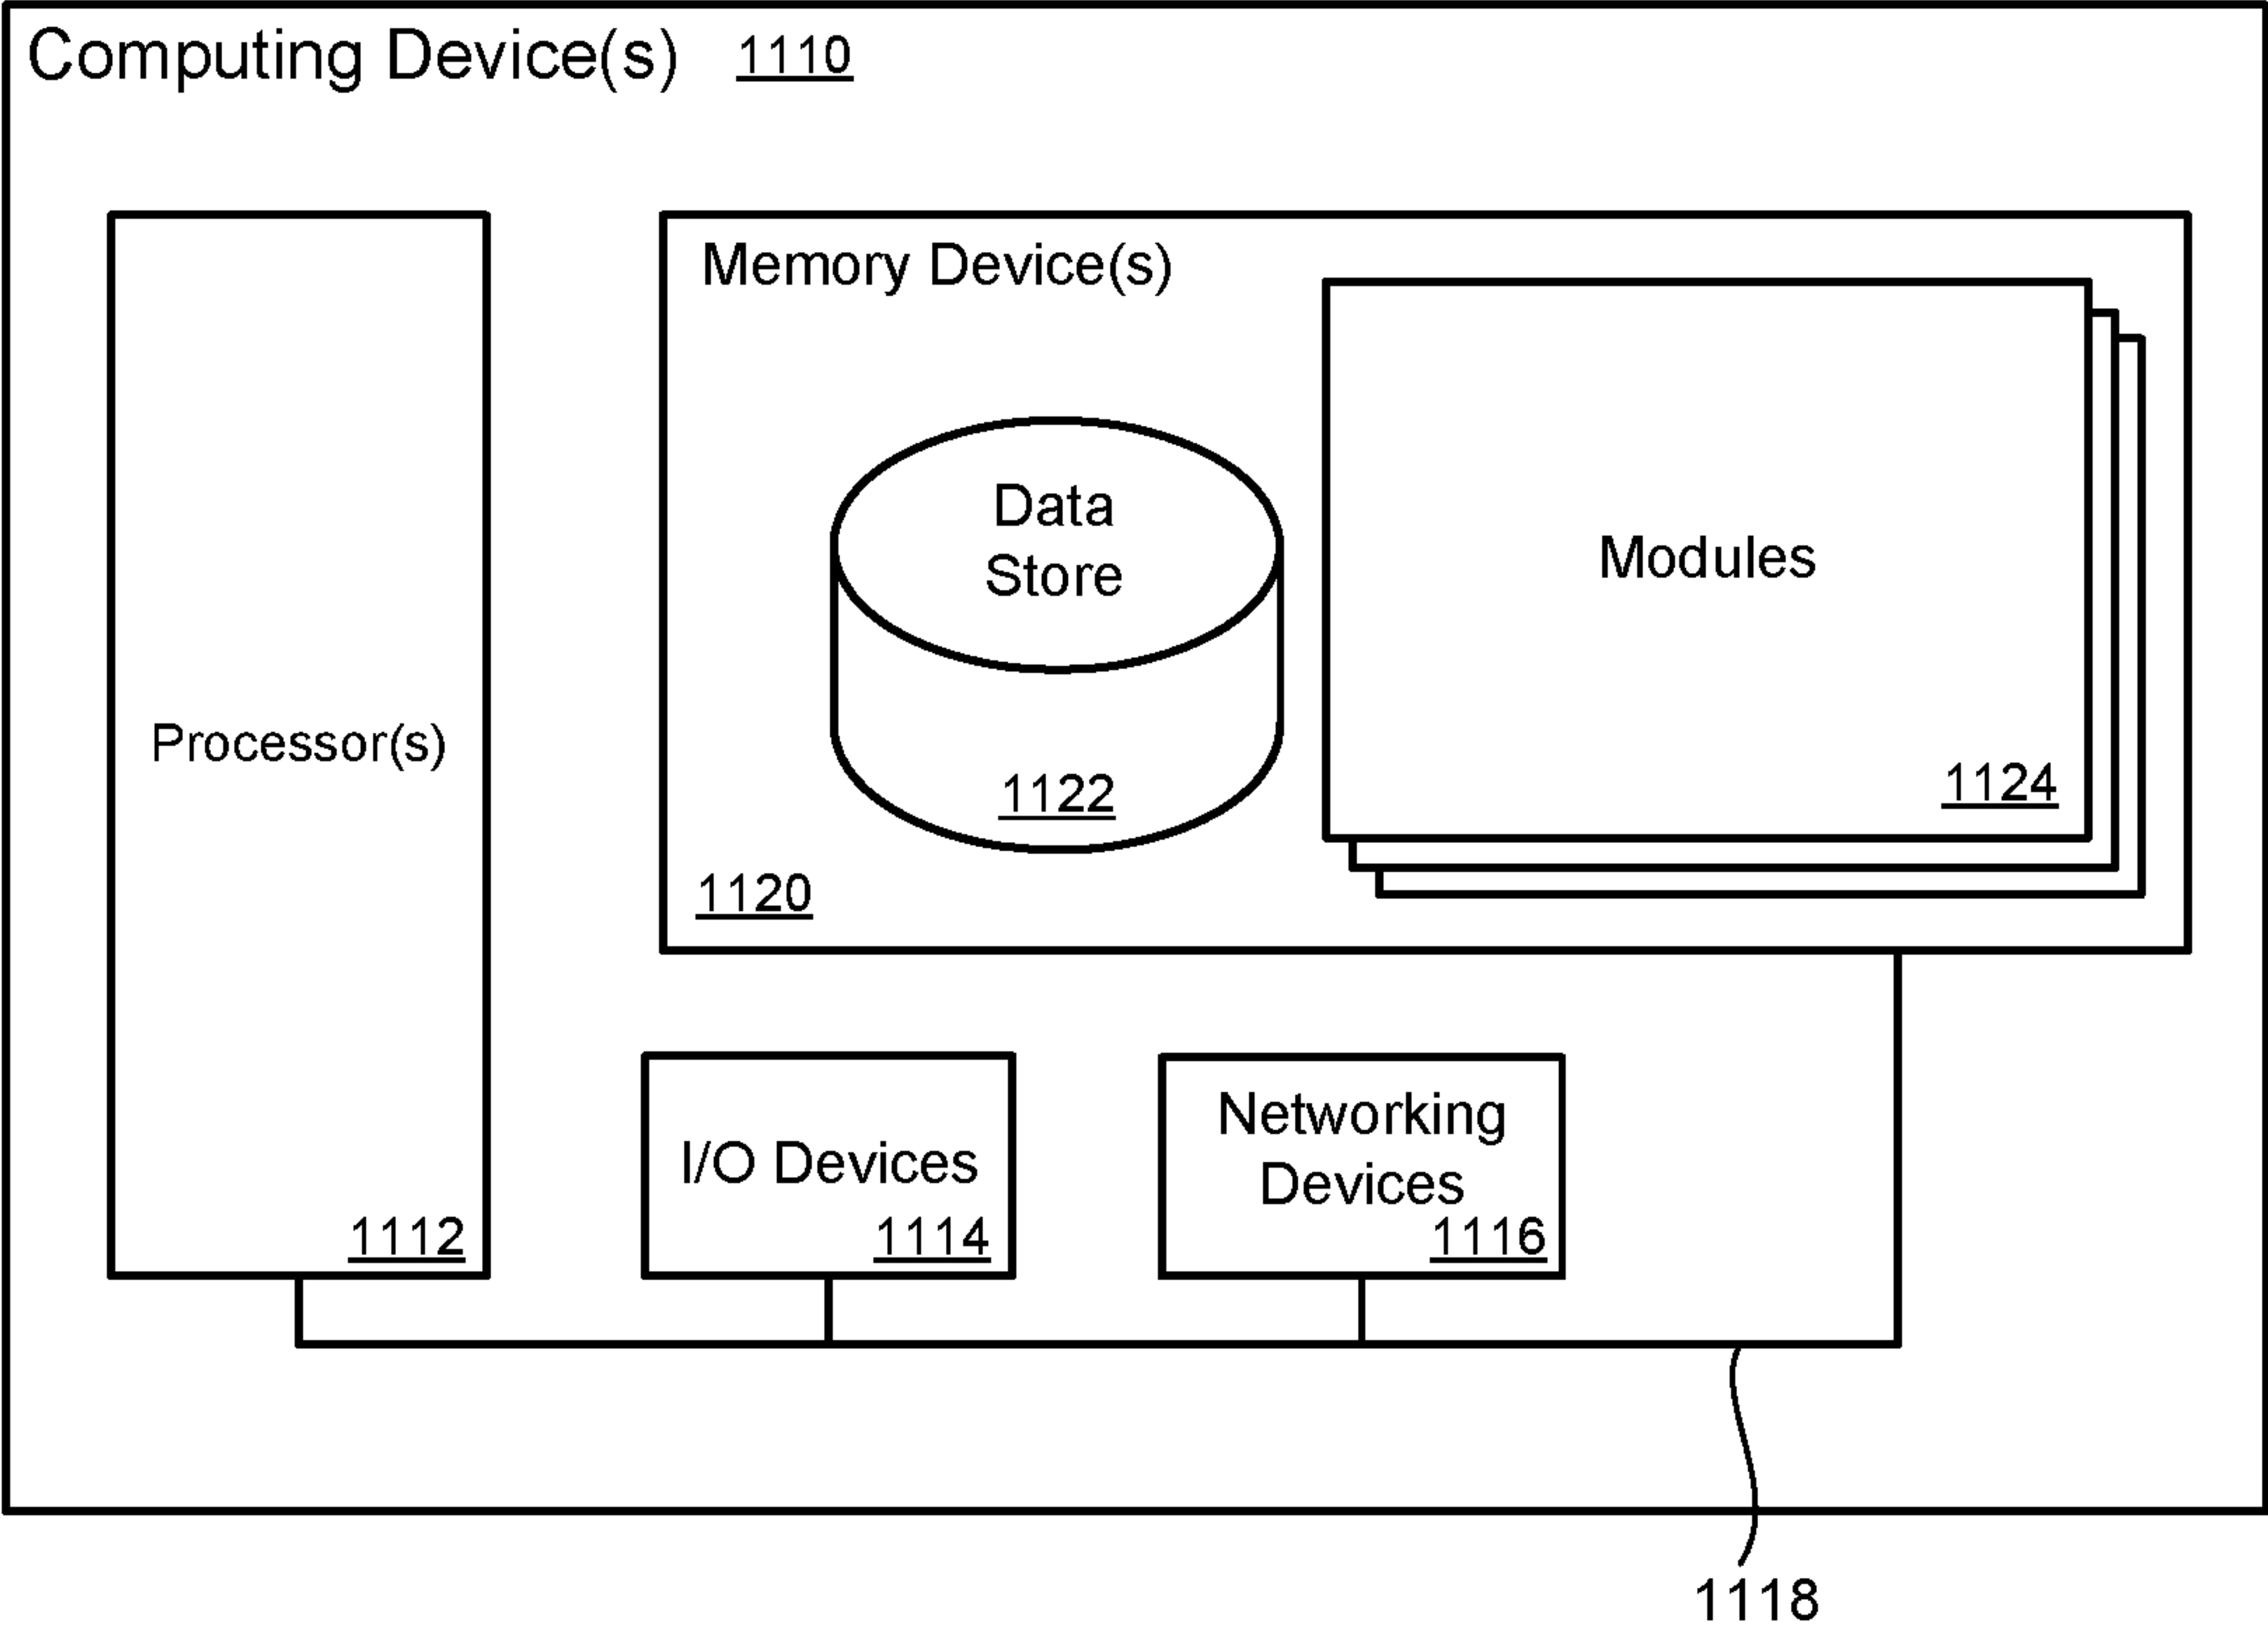 Computing Device(s) 1110
Processor(s)
1112
Memory Device(s)
Data
Store
1122
1120
Modules
1124
I/O Devices
1114
Networking
Devices
1116
1118